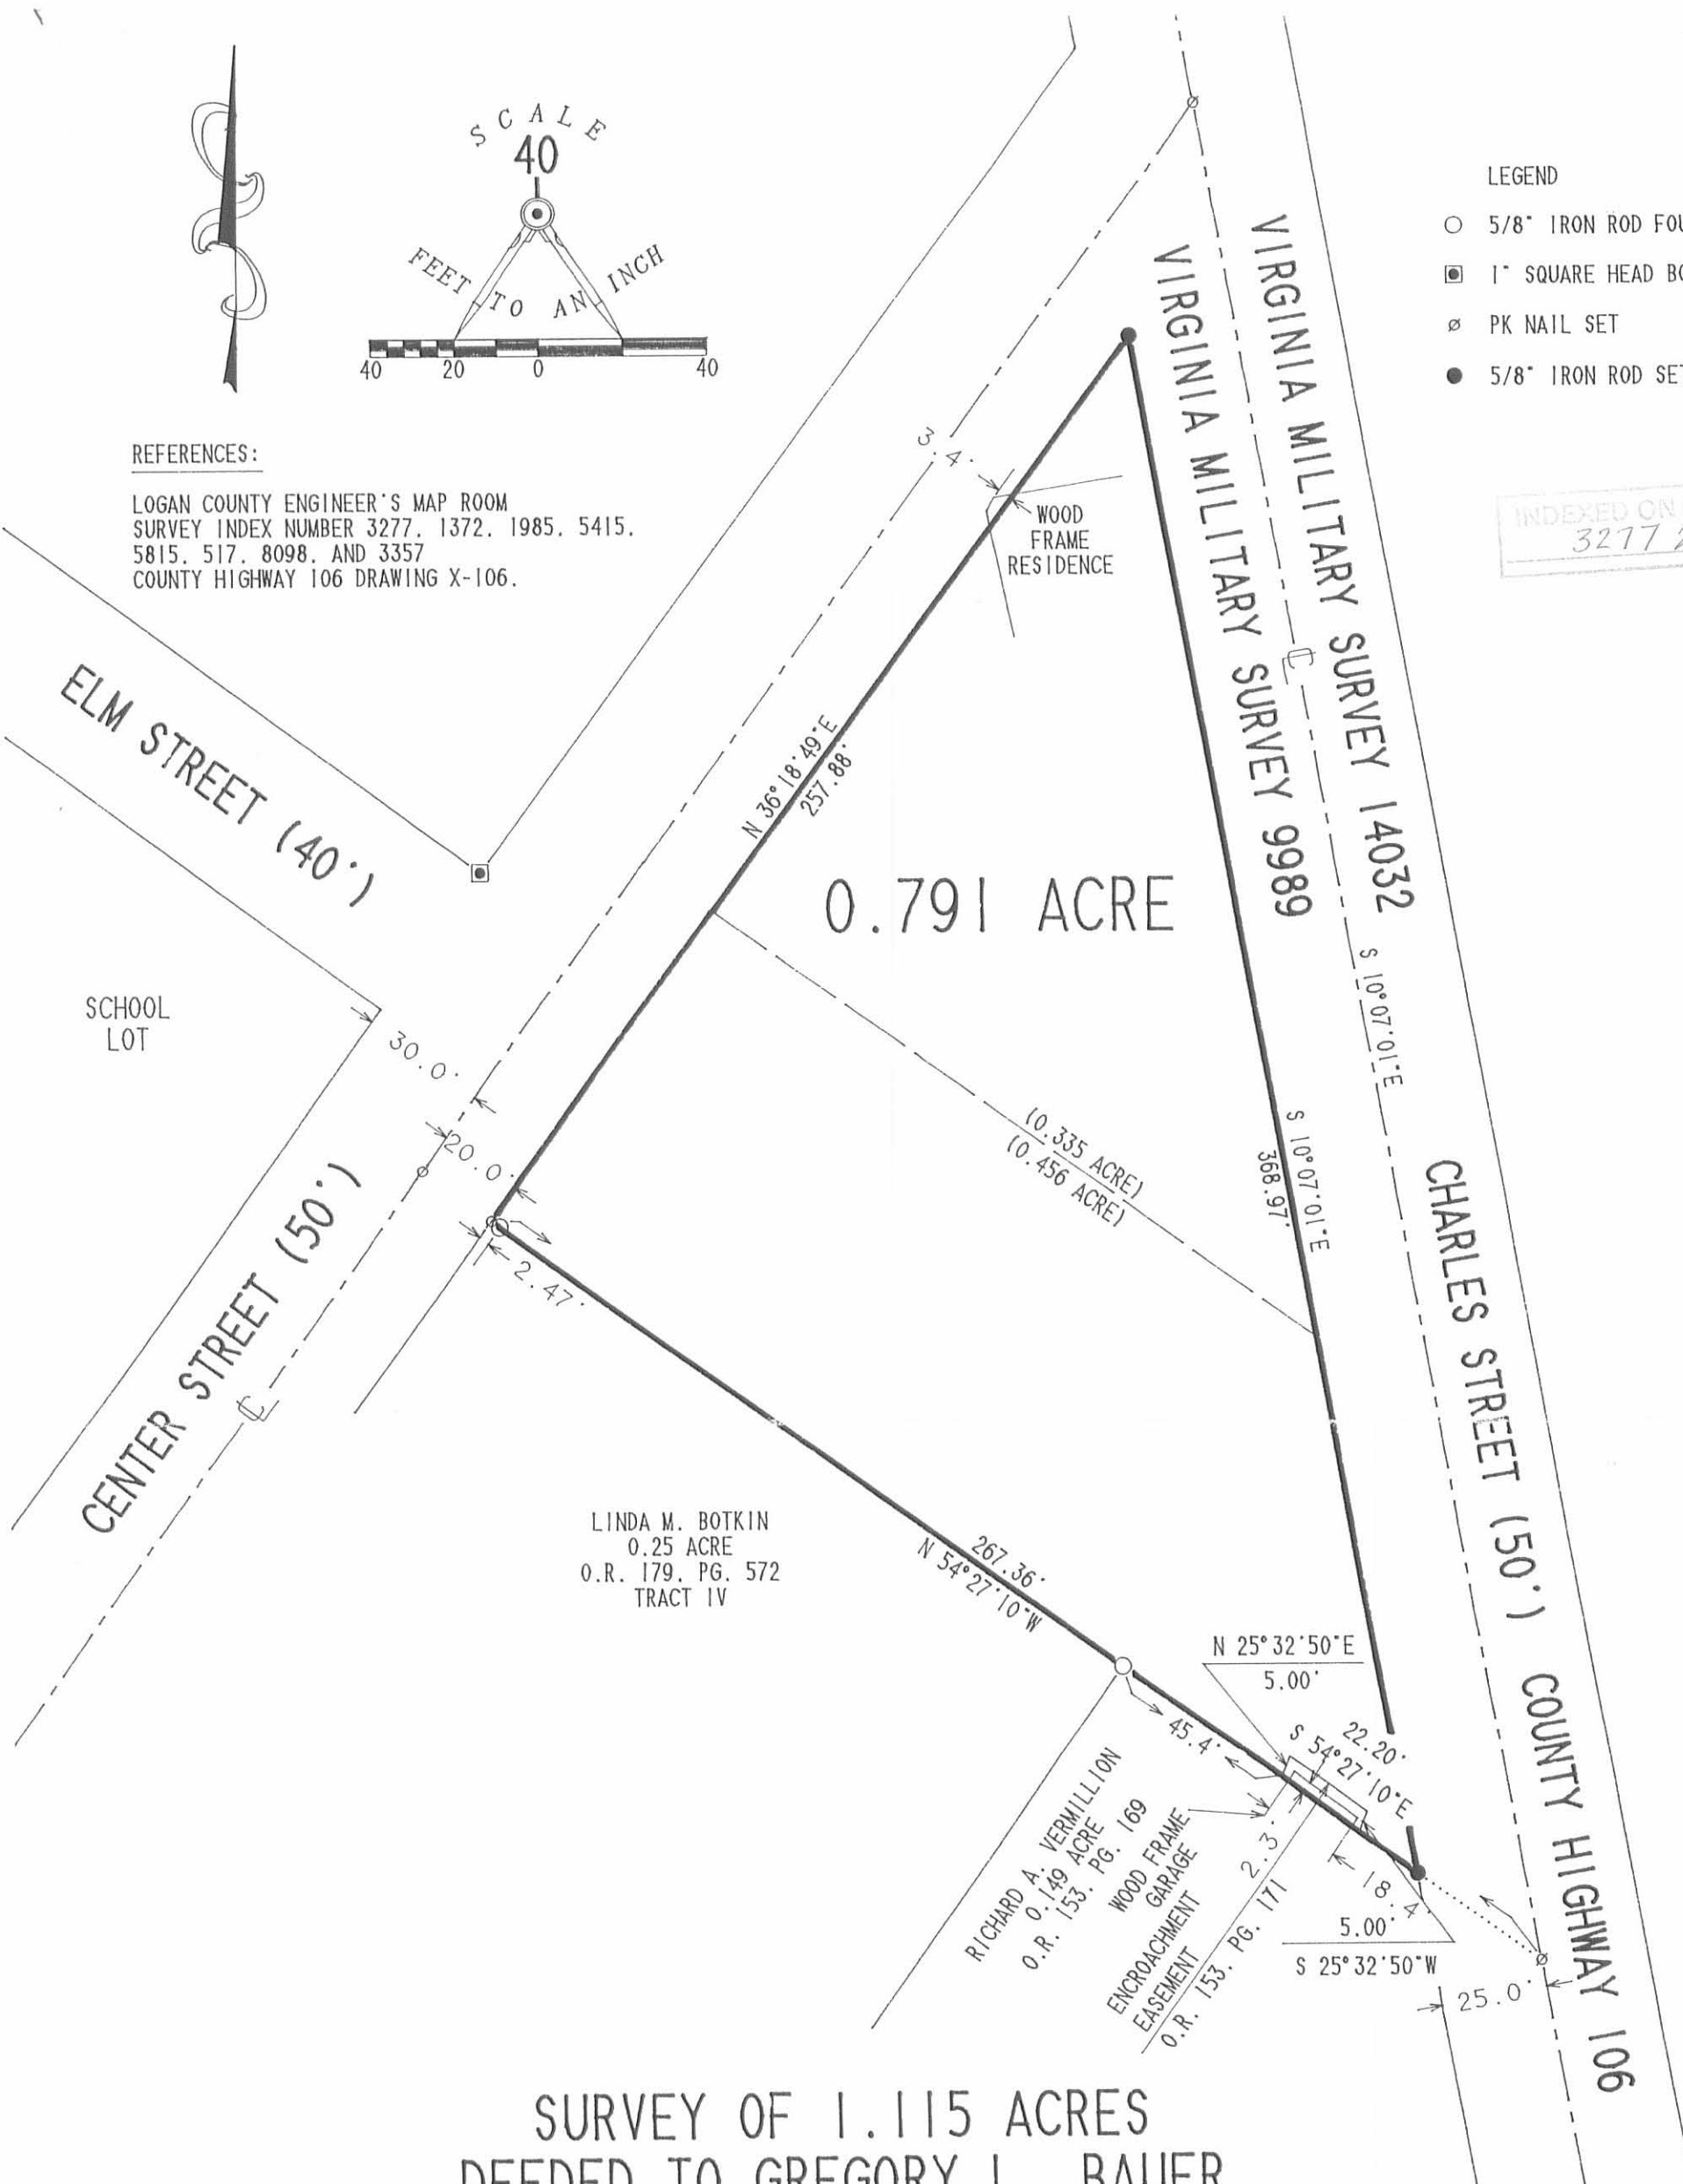 SCALE
40
FEET TO AN INCH
40 20 0 40
LEGEND
5/8" IRON ROD
1" SQUARE HEAD
PK NAIL SET
5/8" IRON ROD SET
INDEXED ON
3277
REFERENCES:
LOGAN COUNTY ENGINEER'S MAP ROOM
SURVEY INDEX NUMBER 3277, 1372, 1985, 5415,
5815, 517, 8098, AND 3357
COUNTY HIGHWAY 106 DRAWING X-106.
VIRGINIA MILITARY SURVEY 14032
VIRGINIA MILITARY SURVEY 9989
3.4'
WOOD
FRAME
RESIDENCE
ELM STREET (40')
N 36°18'49"E
257.88'
0.791 ACRE
S 10°07'01"E
SCHOOL
LOT
30.0'
20.0'
2.47'
(0.335 ACRE)
(0.456 ACRE)
S 10°07'01"E
368.97'
CENTER STREET (50')
CHARLES STREET (50') COUNTY HIGHWAY 106
LINDA M. BOTKIN
0.25 ACRE
O.R. 179, PG. 572
TRACT IV
267.36'
N 54°27'10"W
N 25°32'50"E
5.00'
22.20'
S 54°27'10"E
45.4'
RICHARD A. VERMILLION
0.149 ACRE
O.R. 153, PG. 169
WOOD FRAME
GARAGE
2.3'
ENCROACHMENT
EASEMENT
O.R. 153, PG. 171
18.4'
5.00'
S 25°32'50"W
25.0'
SURVEY OF 1.115 ACRES
DEEDED TO GREGORY L. BAUER